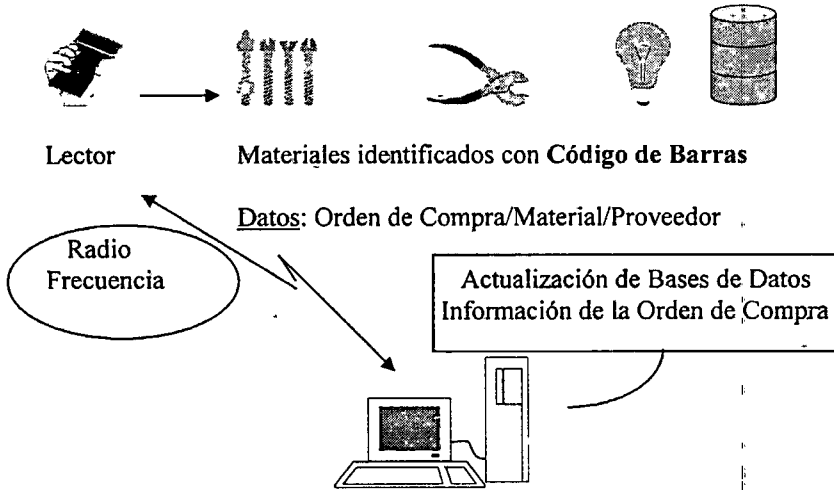 Lector
Materiales identificados con Código de Barras
Datos: Orden de Compra/Material/Proveedor
Radio
Frecuencia
Actualización de Bases de Datos
Información de la Orden de Compra